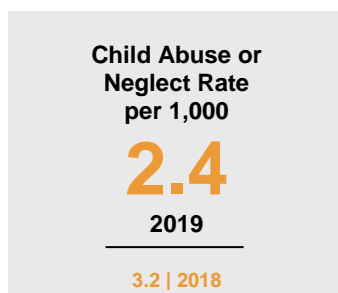 Child Abuse or
Neglect Rate
per 1,000
2.4
2019
3.2 | 2018